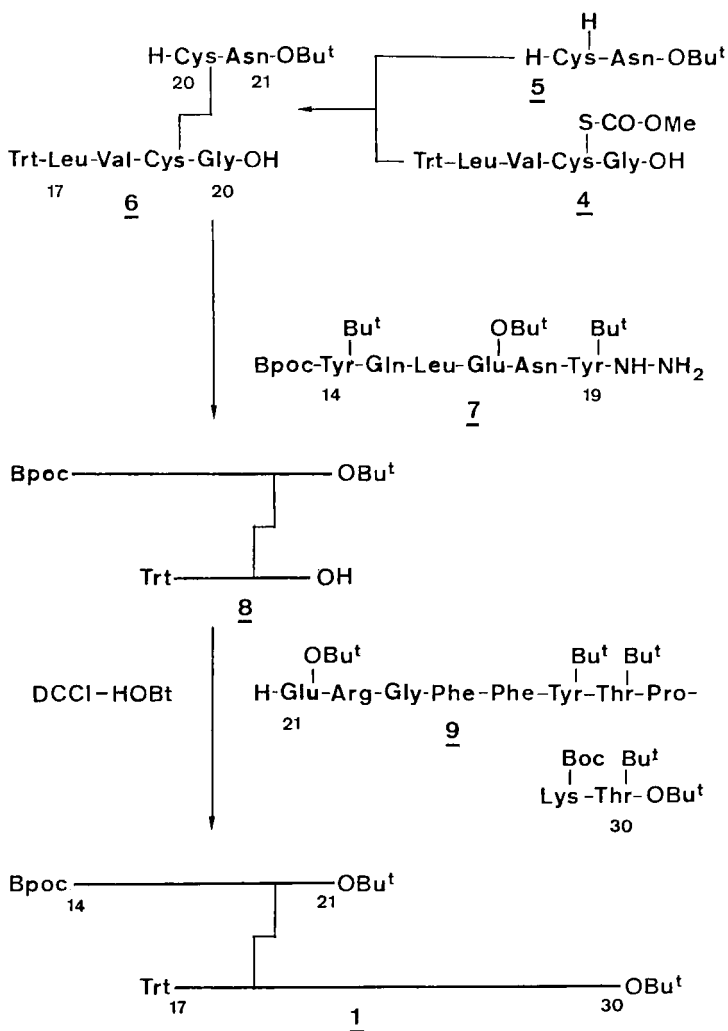 H
H-Cys-Asn-OBuᵗ
20 21
H-Cys-Asn-OBuᵗ
5
S-CO-OMe
Trt-Leu-Val-Cys-Gly-OH
17 20
6
Trt-Leu-Val-Cys-Gly-OH
4
Buᵗ OBuᵗ Buᵗ
Bpoc-Tyr-Gln-Leu-Glu-Asn-Tyr-NH-NH₂
14 19
7
Bpoc OBuᵗ
Trt OH
8
DCCI-HOBt
OBuᵗ Buᵗ Buᵗ
H-Glu-Arg-Gly-Phe-Phe-Tyr-Thr-Pro-
21
9
Boc Buᵗ
Lys-Thr-OBuᵗ
30
Bpoc OBuᵗ
14 21
Trt OBuᵗ
17 30
1